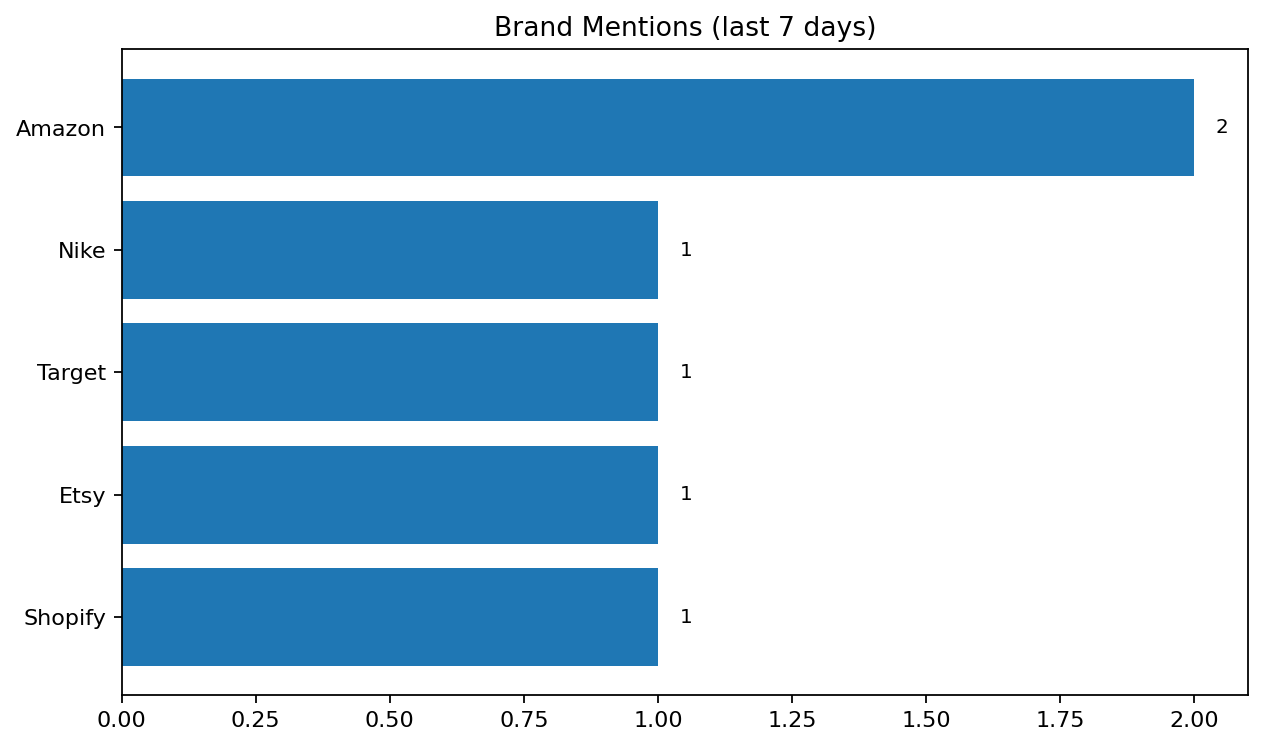 Brand Mentions (last 7 days)
Amazon 2
Nike 1
Target 1
Etsy 1
Shopify 1
0.00 0.25 0.50 0.75 1.00 1.25 1.50 1.75 2.00